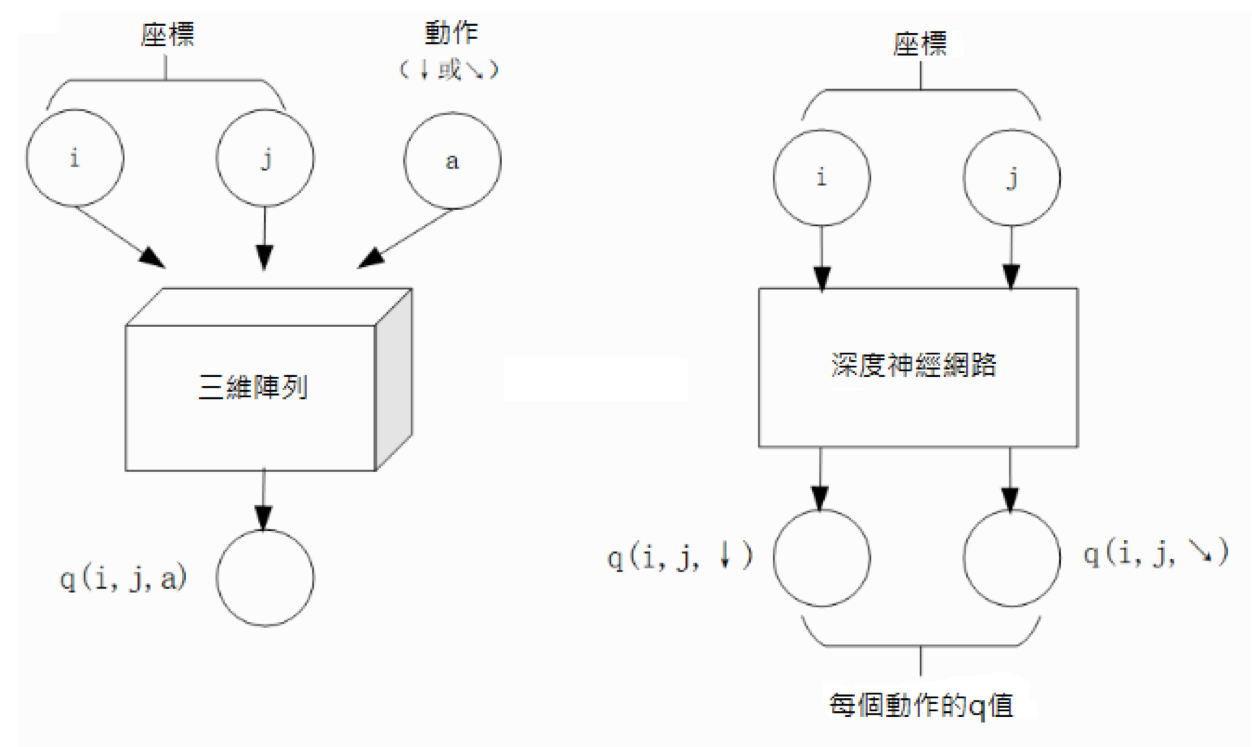 座標
動作
(↓或↘)
i
j
a
三維陣列
q(i,j,a)
座標
i
j
深度神經網路
q(i,j,↓)
q(i,j,↘)
每個動作的q值